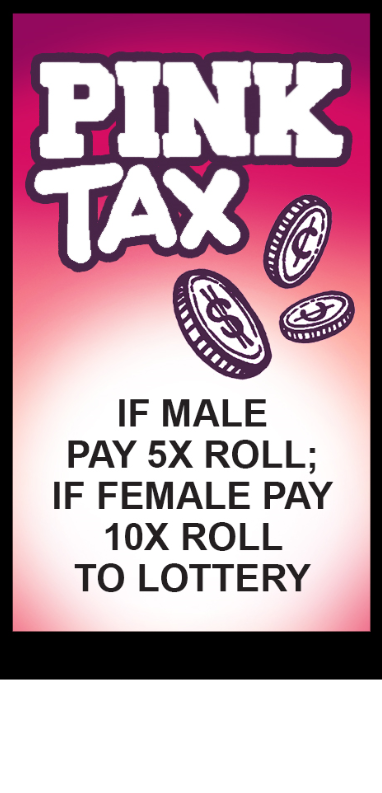 PINK
TAX
IF MALE
PAY 5X ROLL;
IF FEMALE PAY
10X ROLL
TO LOTTERY